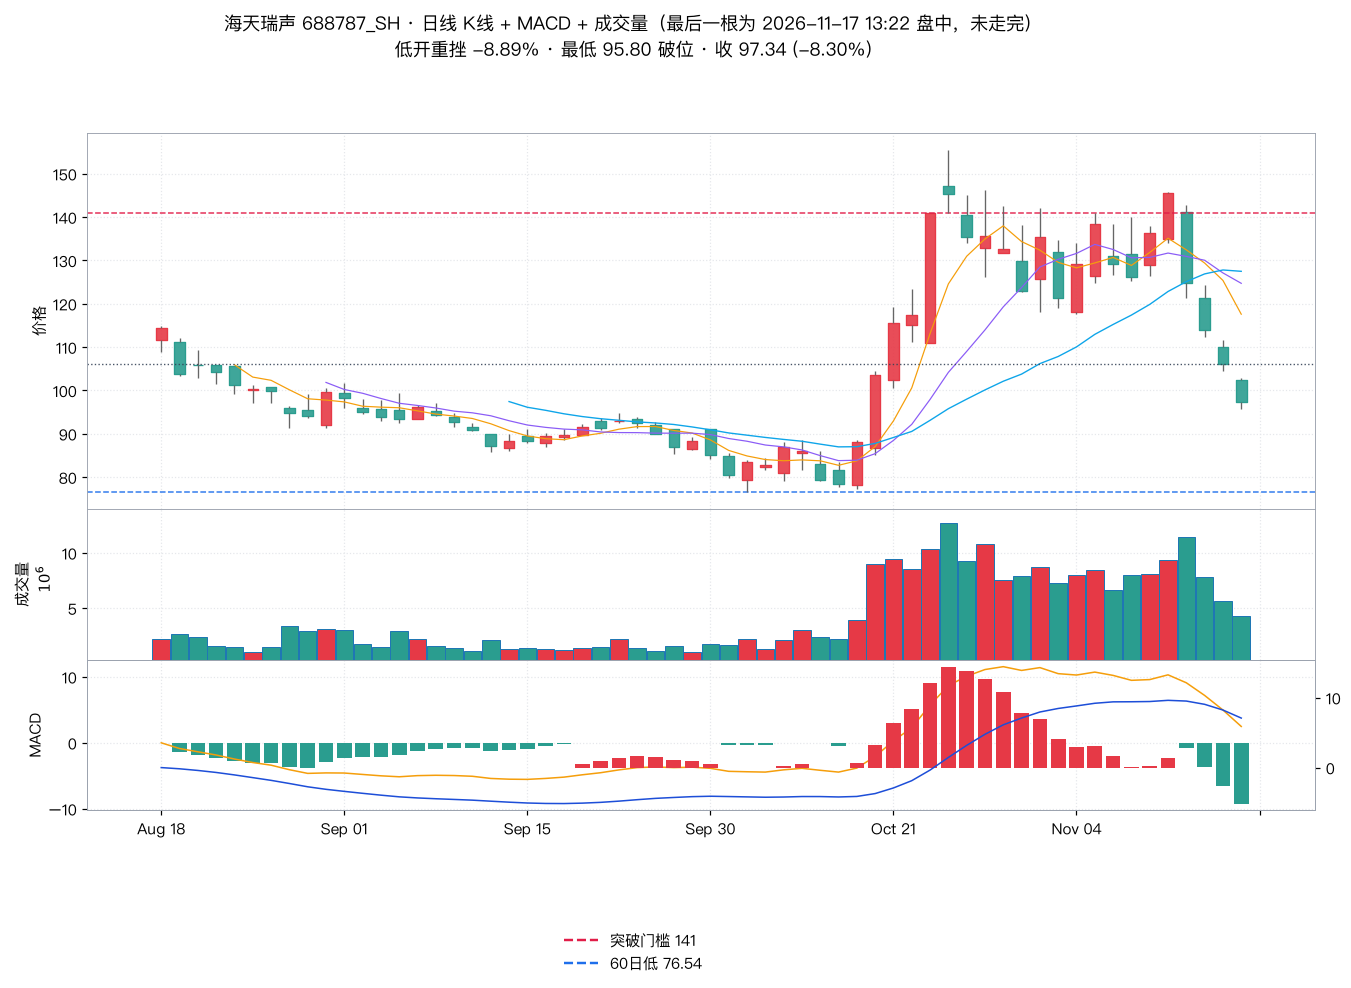 海天瑞声 688787_SH · 日线 K线 + MACD + 成交量（最后一根为 2026−11−17 13:22 盘中，未走完）
低开重挫 −8.89% · 最低 95.80 破位 · 收 97.34 (−8.30%)
价格
150
140
130
120
110
100
90
80
成交量
10⁶
10
5
MACD
10
0
−10
10
0
Aug 18
Sep 01
Sep 15
Sep 30
Oct 21
Nov 04
突破门槛 141
60日低 76.54